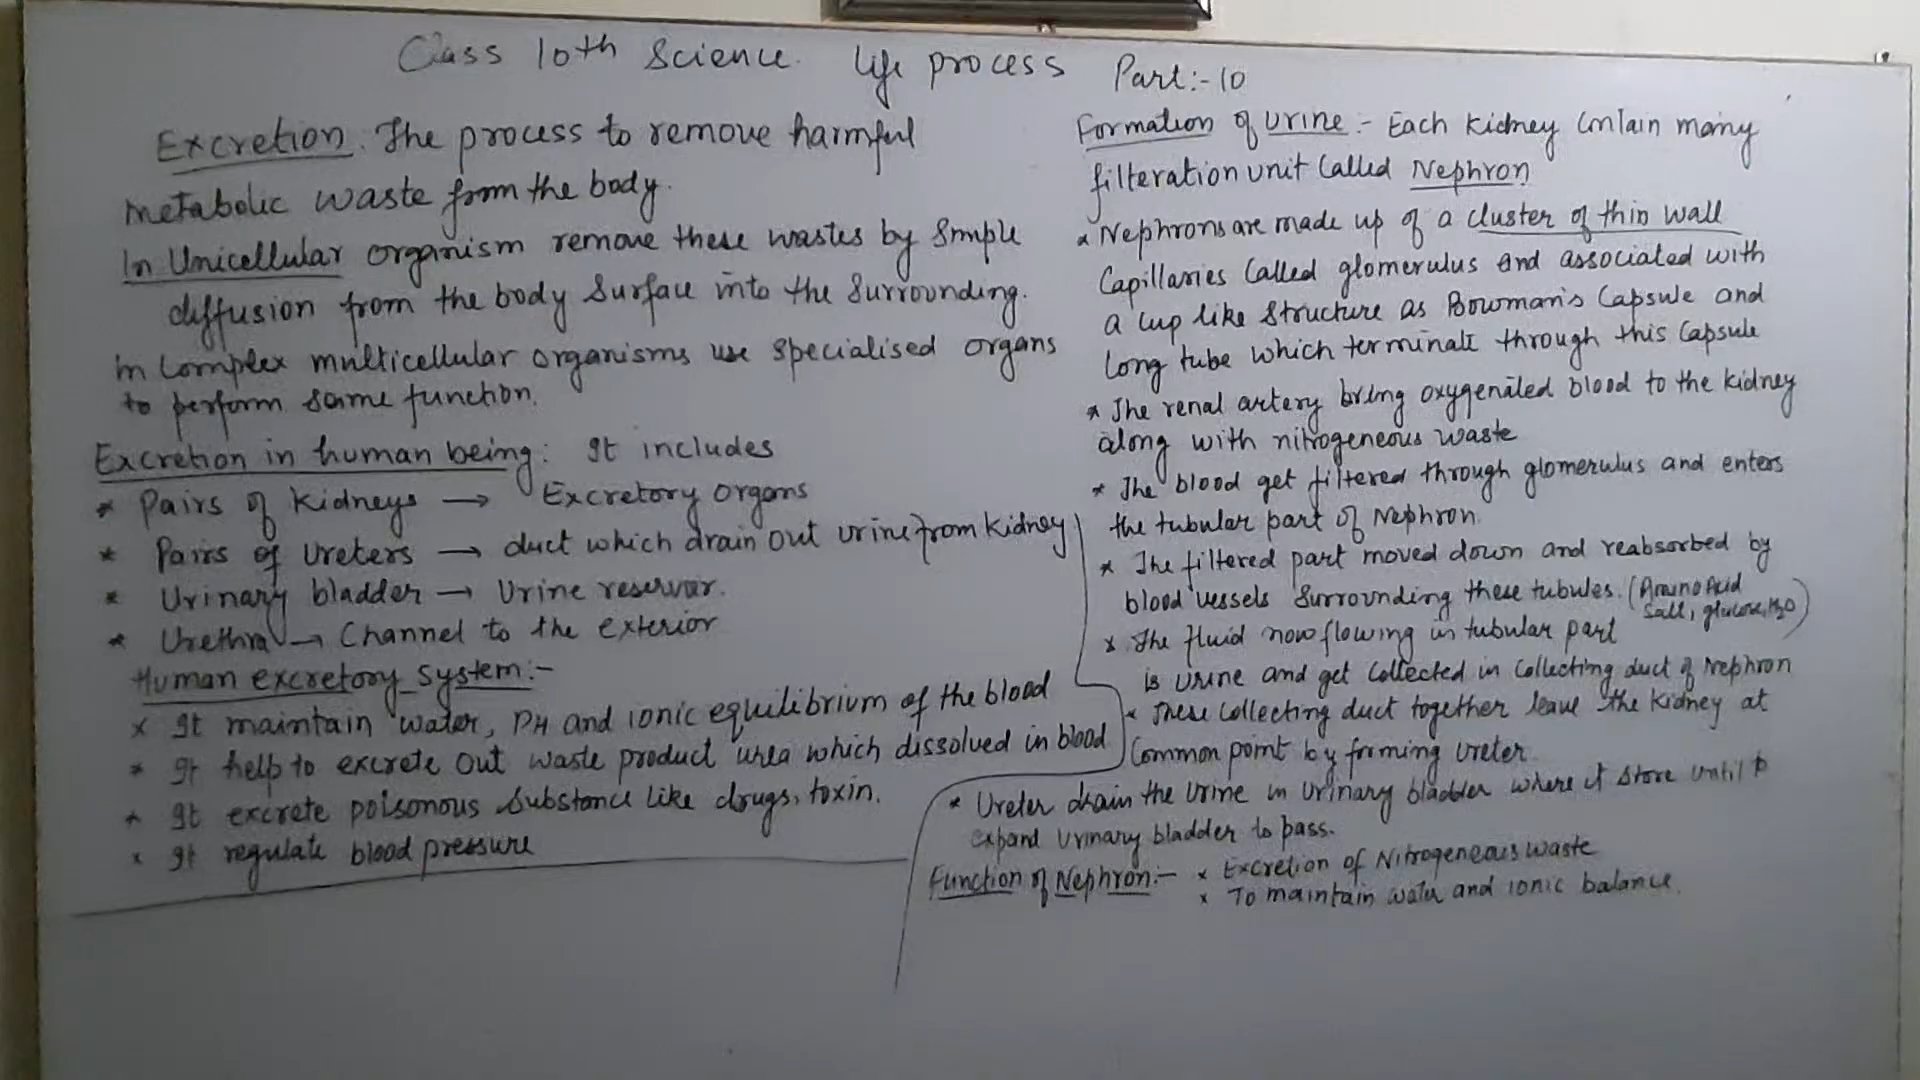 Class 10th Science. Life process Part:- 10
Excretion: The process to remove harmful
metabolic waste from the body.
In Unicellular organism remove these wastes by simple
diffusion from the body surface into the surrounding.
in complex multicellular organisms use specialised organs
to perform same function.
Excretion in human being: It includes
* Pairs of Kidneys → Excretory organs
* Pairs of Ureters → duct which drain out urine from kidney
* Urinary bladder → Urine reservoir.
* Urethra → Channel to the exterior
Human excretory system:-
x It maintain water, PH and ionic equilibrium of the blood
* It help to excrete out waste product urea which dissolved in blood
* It excrete poisonous substance like drugs, toxin.
x It regulate blood pressure
Formation of urine :- Each kidney contain many
filteration unit called Nephron.
* Nephrons are made up of a cluster of thin wall
Capillaries called glomerulus and associated with
a cup like structure as Bowman's Capsule and
long tube which terminate through this capsule
* The renal artery bring oxygenated blood to the kidney
along with nitrogeneous waste
* The blood get filtered through glomerulus and enters
the tubular part of Nephron.
* The filtered part moved down and reabsorbed by
blood vessels surrounding these tubules. (Amino Acid
Salt, glucose, H2O)
x The fluid now flowing in tubular part
is urine and get collected in collecting duct of Nephron
* These collecting duct together leave the kidney at
common point by forming ureter.
* Ureter drain the urine in urinary bladder where it store until
expand urinary bladder to pass.
Function of Nephron:- x Excretion of Nitrogeneous waste
x To maintain water and ionic balance.